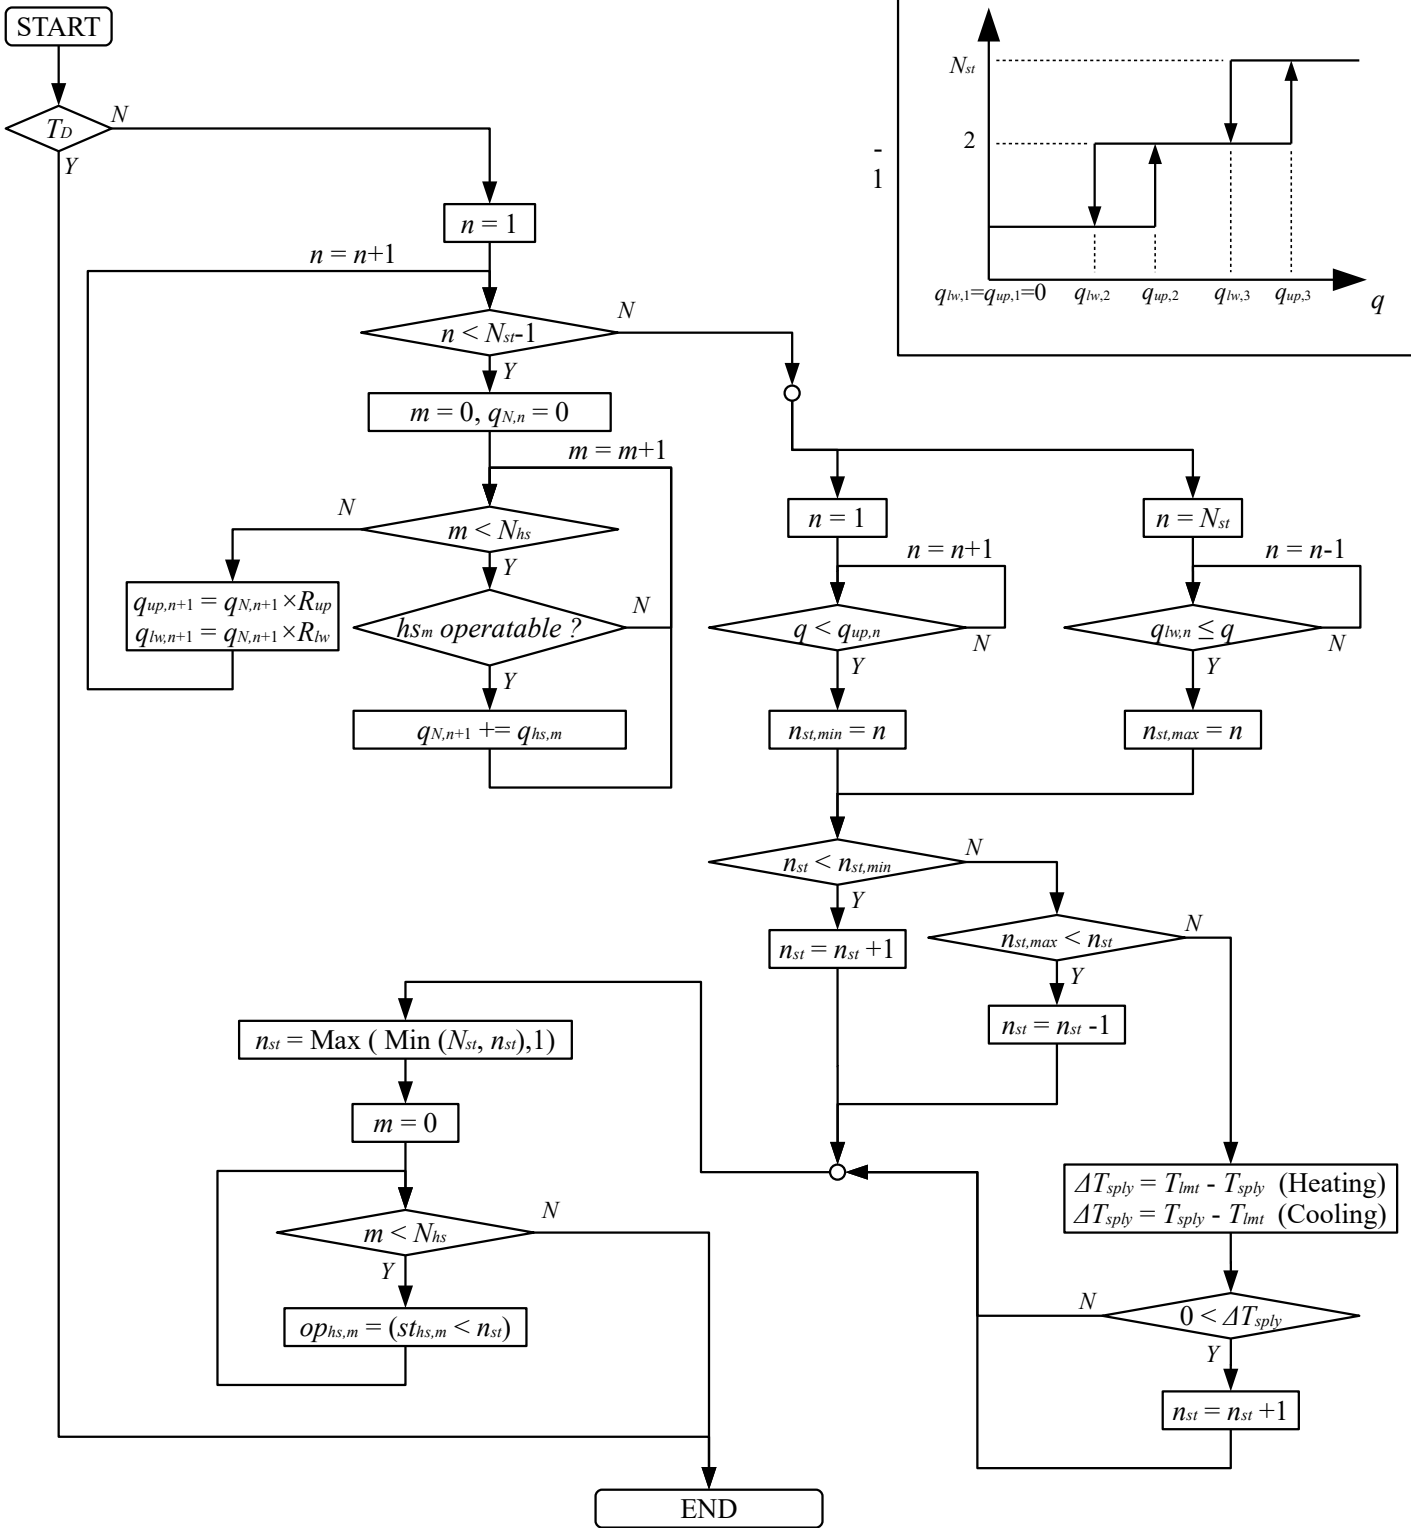 START
T_D
N
Y
n = 1
n = n+1
n < N_st-1
N
Y
m = 0, q_N,n = 0
m = m+1
m < N_hs
N
Y
q_up,n+1 = q_N,n+1 × R_up
q_lw,n+1 = q_N,n+1 × R_lw
hs_m operatable ?
N
Y
q_N,n+1 += q_hs,m
N_st
2
-
1
q_lw,1=q_up,1=0
q_lw,2
q_up,2
q_lw,3
q_up,3
q
n = 1
n = n+1
q < q_up,n
N
Y
n_st,min = n
n = N_st
n = n-1
q_lw,n ≤ q
N
Y
n_st,max = n
n_st < n_st,min
N
Y
n_st = n_st +1
n_st,max < n_st
N
Y
n_st = n_st -1
ΔT_sply = T_lmt - T_sply (Heating)
ΔT_sply = T_sply - T_lmt (Cooling)
0 < ΔT_sply
N
Y
n_st = n_st +1
n_st = Max ( Min (N_st, n_st),1)
m = 0
m < N_hs
N
Y
op_hs,m = (st_hs,m < n_st)
END